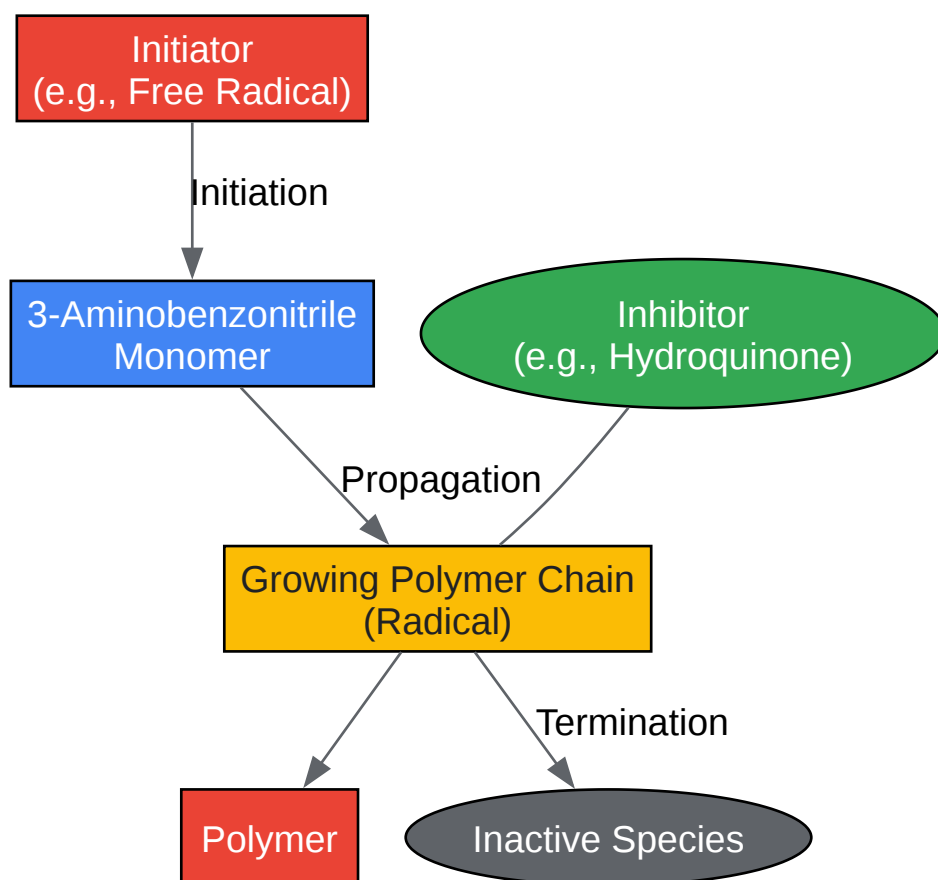 Initiator
(e.g., Free Radical)
Initiation
3-Aminobenzonitrile
Monomer
Inhibitor
(e.g., Hydroquinone)
Propagation
Growing Polymer Chain
(Radical)
Termination
Polymer
Inactive Species